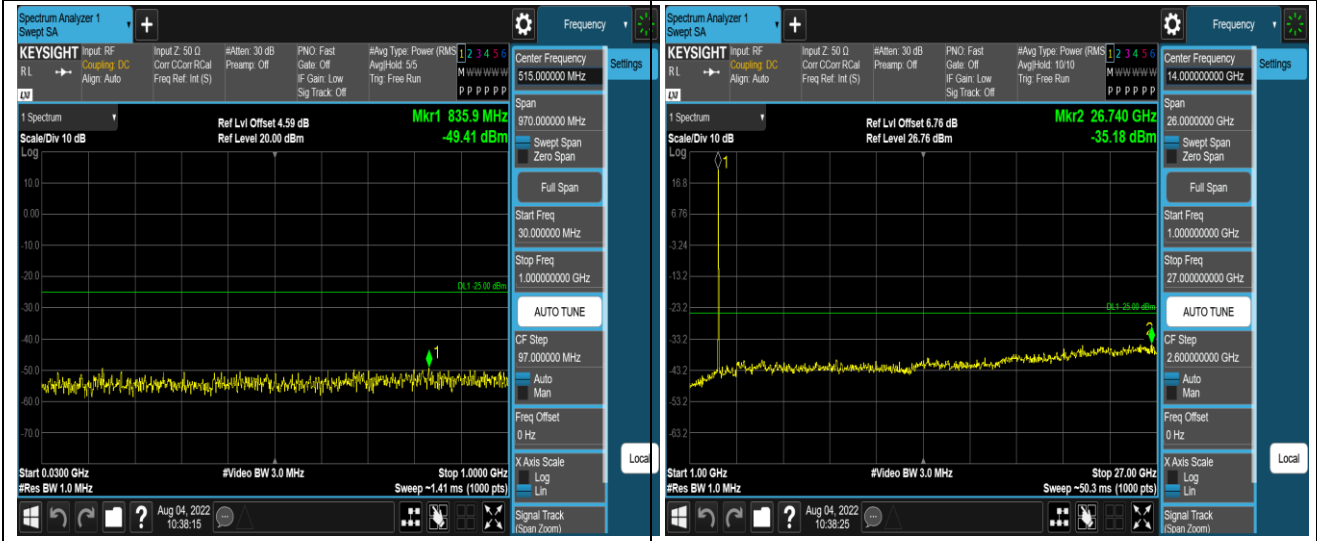 Spectrum Analyzer 1
Swept SA
+
Frequency
KEYSIGHT
RL
LXI
Input: RF
Coupling: DC
Align: Auto
Input Z: 50 Ω
Corr CCorr RCal
Freq Ref: Int (S)
#Atten: 30 dB
Preamp: Off
PNO: Fast
Gate: Off
IF Gain: Low
Sig Track: Off
#Avg Type: Power (RMS
Avg|Hold: 5/5
Trig: Free Run
1 2 3 4 5 6
M W W W W W
P P P P P P
1 Spectrum
Scale/Div 10 dB
Log
Ref Lvl Offset 4.59 dB
Ref Level 20.00 dBm
Mkr1 835.9 MHz
-49.41 dBm
10.0
0.00
-10.0
-20.0
-30.0
-40.0
-50.0
-60.0
-70.0
DL1 -25.00 dBm
1
Start 0.0300 GHz
#Res BW 1.0 MHz
#Video BW 3.0 MHz
Stop 1.0000 GHz
Sweep ~1.41 ms (1000 pts)
Center Frequency
515.000000 MHz
Span
970.000000 MHz
Swept Span
Zero Span
Full Span
Start Freq
30.000000 MHz
Stop Freq
1.000000000 GHz
AUTO TUNE
CF Step
97.000000 MHz
Auto
Man
Freq Offset
0 Hz
X Axis Scale
Log
Lin
Signal Track
(Span Zoom)
Settings
Local
?
Aug 04, 2022
10:38:15
Spectrum Analyzer 1
Swept SA
+
Frequency
KEYSIGHT
RL
LXI
Input: RF
Coupling: DC
Align: Auto
Input Z: 50 Ω
Corr CCorr RCal
Freq Ref: Int (S)
#Atten: 30 dB
Preamp: Off
PNO: Fast
Gate: Off
IF Gain: Low
Sig Track: Off
#Avg Type: Power (RMS
Avg|Hold: 10/10
Trig: Free Run
1 2 3 4 5 6
M W W W W W
P P P P P P
1 Spectrum
Scale/Div 10 dB
Log
Ref Lvl Offset 6.76 dB
Ref Level 26.76 dBm
Mkr2 26.740 GHz
-35.18 dBm
1
16.8
6.76
-3.24
-13.2
-23.2
-33.2
-43.2
-53.2
-63.2
DL1 -25.00 dBm
2
Start 1.00 GHz
#Res BW 1.0 MHz
#Video BW 3.0 MHz
Stop 27.00 GHz
Sweep ~50.3 ms (1000 pts)
Center Frequency
14.000000000 GHz
Span
26.0000000 GHz
Swept Span
Zero Span
Full Span
Start Freq
1.000000000 GHz
Stop Freq
27.000000000 GHz
AUTO TUNE
CF Step
2.600000000 GHz
Auto
Man
Freq Offset
0 Hz
X Axis Scale
Log
Lin
Signal Track
(Span Zoom)
Settings
Local
?
Aug 04, 2022
10:38:25